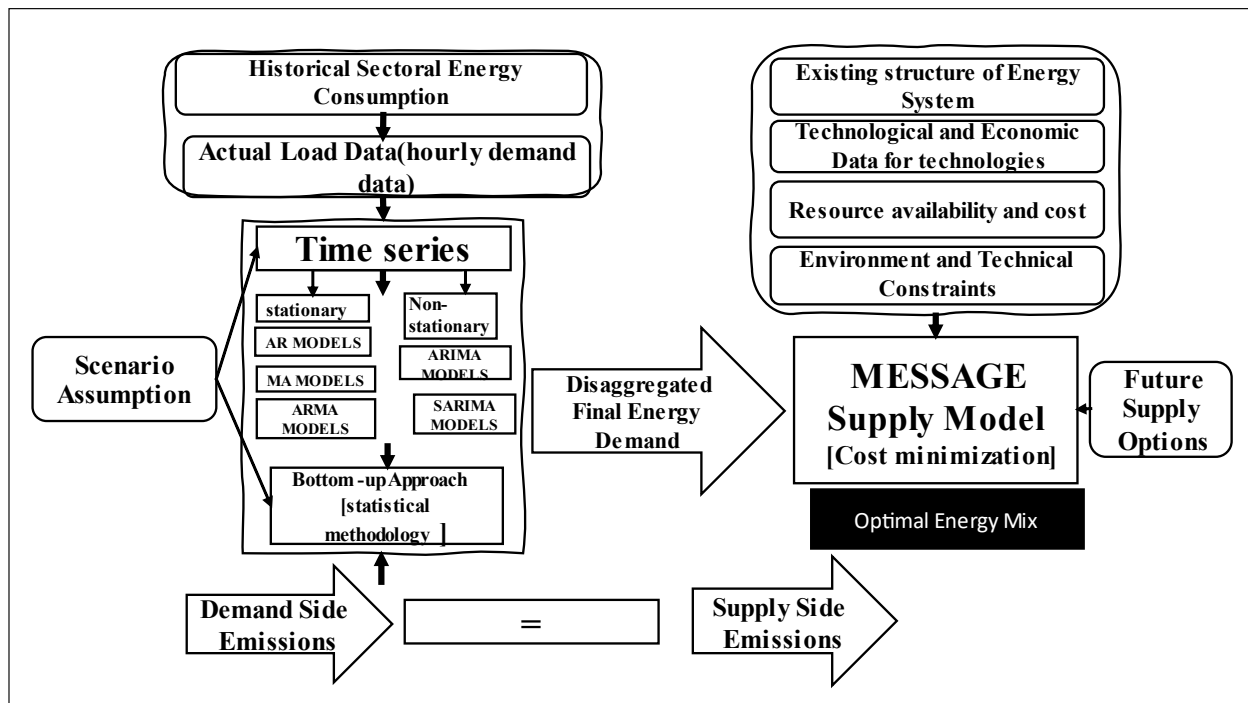 Historical Sectoral Energy
Consumption
Actual Load Data(hourly demand
data)
Time series
stationary
AR MODELS
MA MODELS
ARMA
MODELS
Non-
stationary
ARIMA
MODELS
SARIMA
MODELS
Bottom-up Approach
[statistical
methodology ]
Scenario
Assumption
Disaggregated
Final Energy
Demand
Existing structure of Energy
System
Technological and Economic
Data for technologies
Resource availability and cost
Environment and Technical
Constraints
MESSAGE
Supply Model
[Cost minimization]
Future
Supply
Options
Optimal Energy Mix
Demand Side
Emissions
=
Supply Side
Emissions